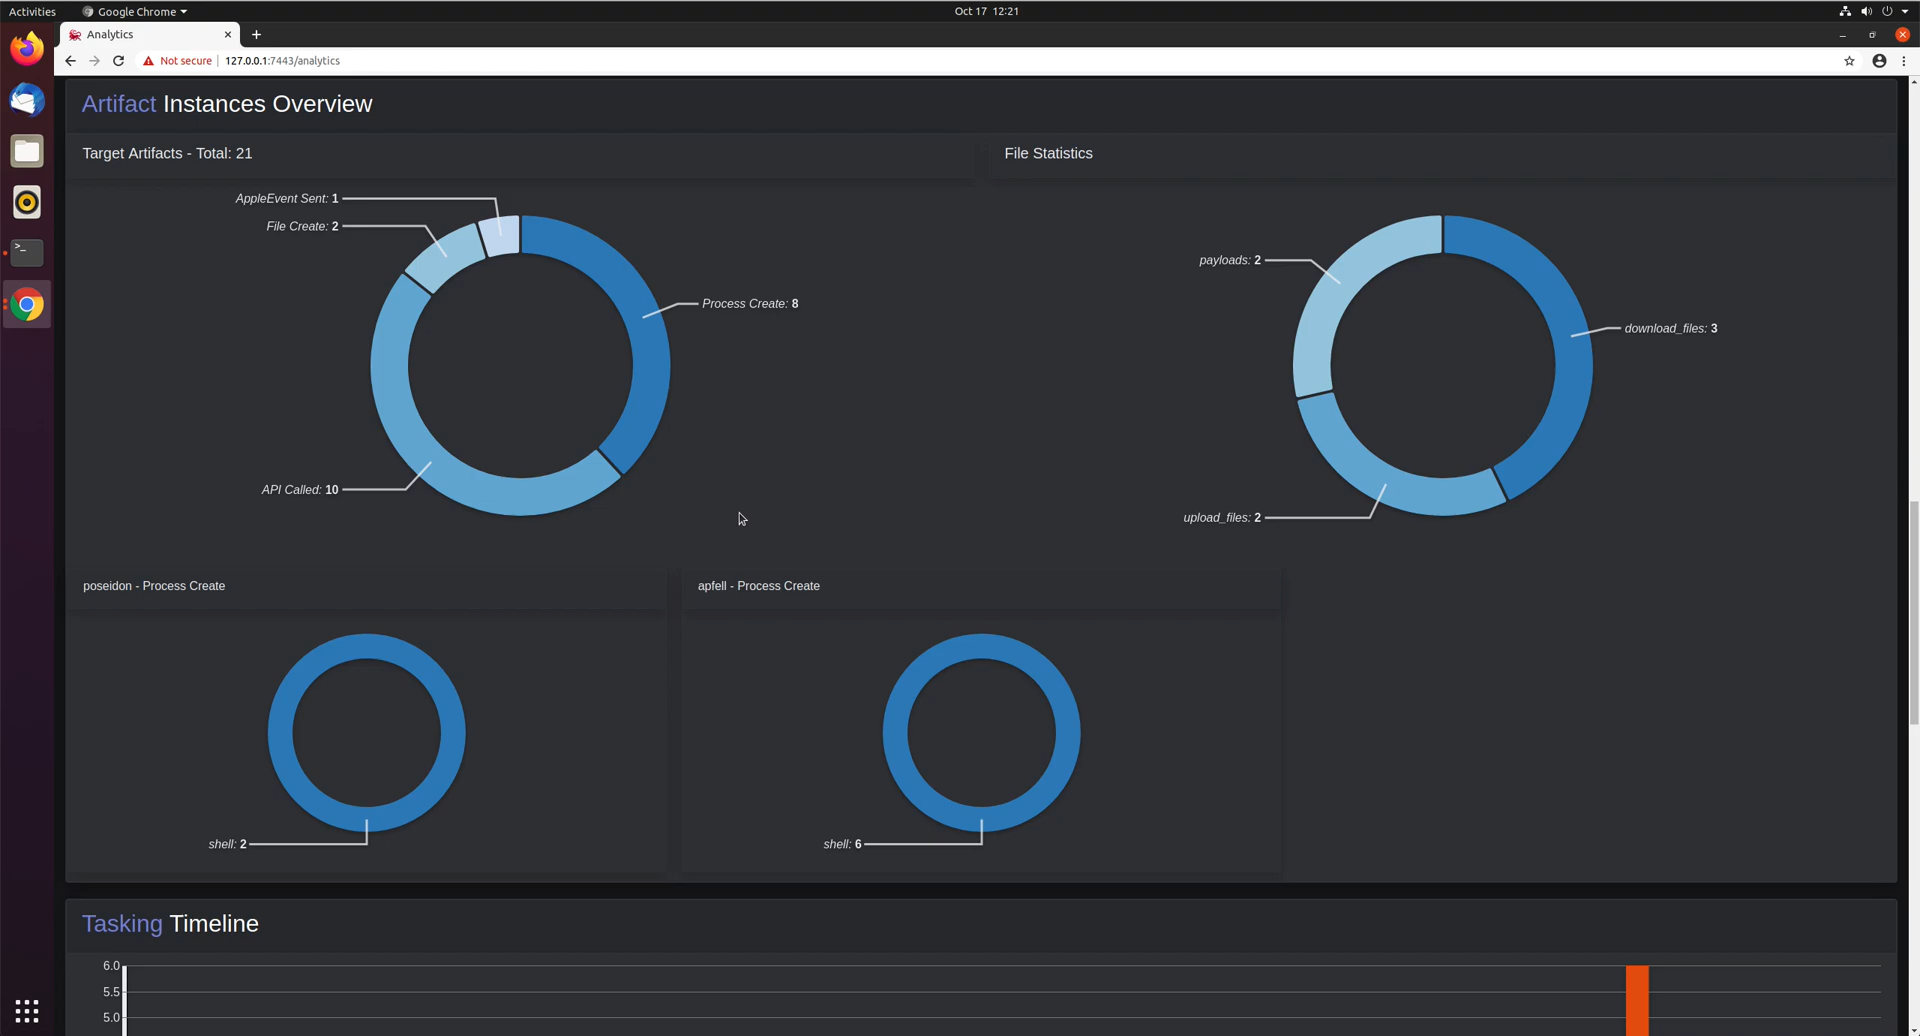 Activities
Google Chrome
Oct 17 12:21
Analytics
Not secure
127.0.0.1:7443/analytics
Artifact Instances Overview
Target Artifacts - Total: 21
File Statistics
AppleEvent Sent: 1
File Create: 2
Process Create: 8
API Called: 10
payloads: 2
download_files: 3
upload_files: 2
poseidon - Process Create
apfell - Process Create
shell: 2
shell: 6
Tasking Timeline
6.0
5.5
5.0